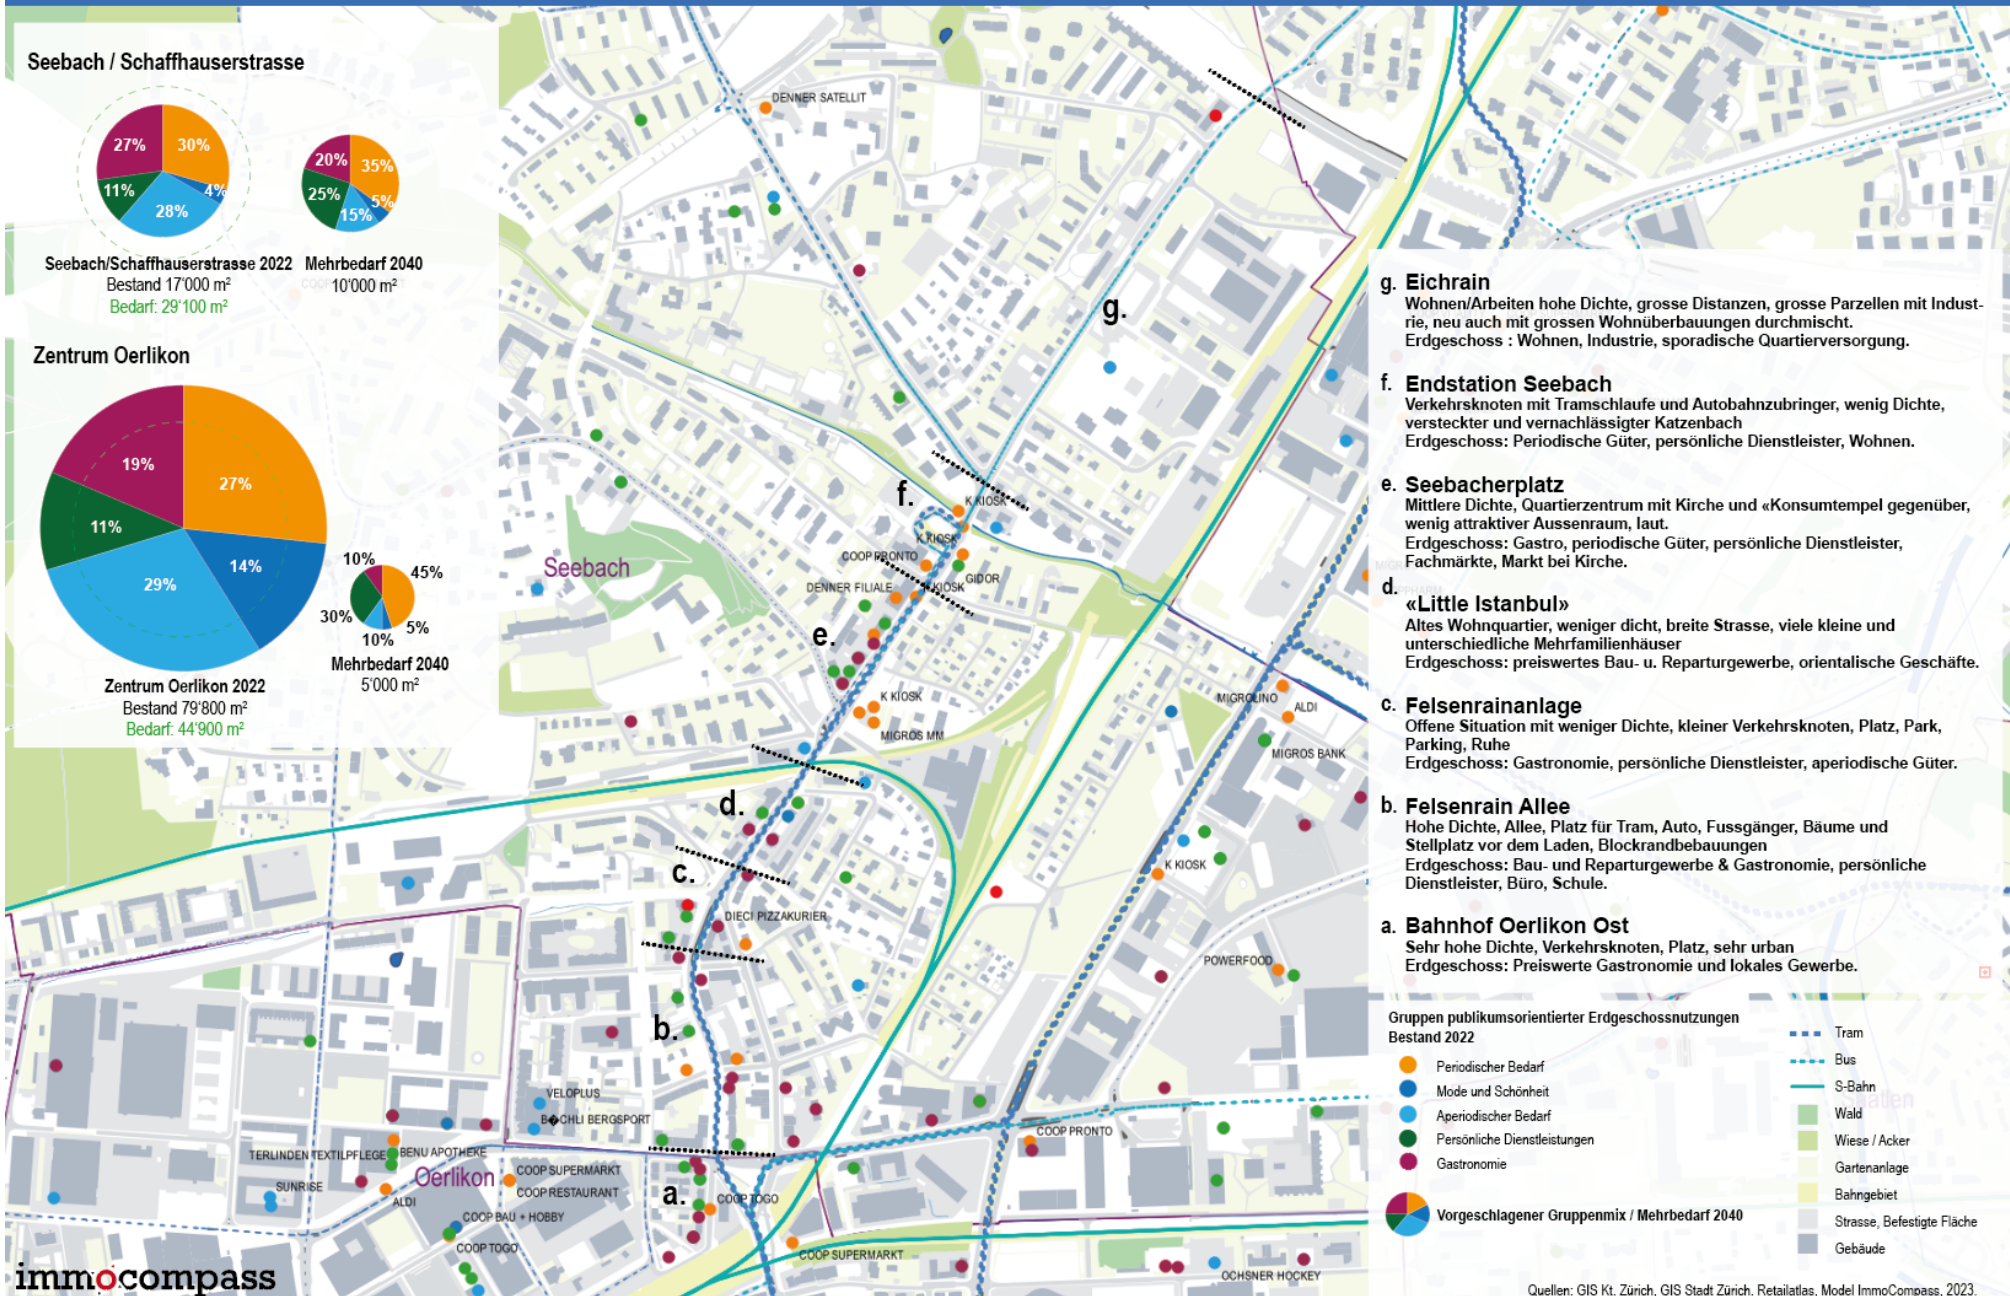 Seebach / Schaffhauserstrasse
27%
30%
11%
4%
28%
20%
35%
25%
5%
15%
Seebach/Schaffhauserstrasse 2022
Bestand 17'000 m²
Bedarf: 29'100 m²
Mehrbedarf 2040
10'000 m²
Zentrum Oerlikon
19%
27%
11%
14%
29%
10%
45%
30%
5%
10%
Zentrum Oerlikon 2022
Bestand 79'800 m²
Bedarf: 44'900 m²
Mehrbedarf 2040
5'000 m²
DENNER SATELLIT
g.
f.
K KIOSK
K KIOSK
COOP PRONTO
GIDOR
DENNER FILIALE
KIOSK
Seebach
e.
K KIOSK
MIGROS MM
MIGROLINO
ALDI
MIGROS BANK
d.
c.
K KIOSK
DIECI PIZZAKURIER
POWERFOOD
b.
VELOPLUS
B�CHLI BERGSPORT
COOP PRONTO
TERLINDEN TEXTILPFLEGE
BENU APOTHEKE
Oerlikon
COOP SUPERMARKT
COOP RESTAURANT
SUNRISE
ALDI
a.
COOP TOGO
COOP BAU + HOBBY
COOP TOGO
COOP SUPERMARKT
OCHSNER HOCKEY
immocompass
g. Eichrain
Wohnen/Arbeiten hohe Dichte, grosse Distanzen, grosse Parzellen mit Indust-
rie, neu auch mit grossen Wohnüberbauungen durchmischt.
Erdgeschoss : Wohnen, Industrie, sporadische Quartierversorgung.
f. Endstation Seebach
Verkehrsknoten mit Tramschlaufe und Autobahnzubringer, wenig Dichte,
versteckter und vernachlässigter Katzenbach
Erdgeschoss: Periodische Güter, persönliche Dienstleister, Wohnen.
e. Seebacherplatz
Mittlere Dichte, Quartierzentrum mit Kirche und «Konsumtempel gegenüber,
wenig attraktiver Aussenraum, laut.
Erdgeschoss: Gastro, periodische Güter, persönliche Dienstleister,
Fachmärkte, Markt bei Kirche.
d. «Little Istanbul»
Altes Wohnquartier, weniger dicht, breite Strasse, viele kleine und
unterschiedliche Mehrfamilienhäuser
Erdgeschoss: preiswertes Bau- u. Reparturgewerbe, orientalische Geschäfte.
c. Felsenrainanlage
Offene Situation mit weniger Dichte, kleiner Verkehrsknoten, Platz, Park,
Parking, Ruhe
Erdgeschoss: Gastronomie, persönliche Dienstleister, aperiodische Güter.
b. Felsenrain Allee
Hohe Dichte, Allee, Platz für Tram, Auto, Fussgänger, Bäume und
Stellplatz vor dem Laden, Blockrandbebauungen
Erdgeschoss: Bau- und Reparturgewerbe & Gastronomie, persönliche
Dienstleister, Büro, Schule.
a. Bahnhof Oerlikon Ost
Sehr hohe Dichte, Verkehrsknoten, Platz, sehr urban
Erdgeschoss: Preiswerte Gastronomie und lokales Gewerbe.
Gruppen publikumsorientierter Erdgeschossnutzungen
Bestand 2022
Periodischer Bedarf
Mode und Schönheit
Aperiodischer Bedarf
Persönliche Dienstleistungen
Gastronomie
Vorgeschlagener Gruppenmix / Mehrbedarf 2040
Tram
Bus
S-Bahn
Wald
Wiese / Acker
Gartenanlage
Bahngebiet
Strasse, Befestigte Fläche
Gebäude
Quellen: GIS Kt. Zürich, GIS Stadt Zürich, Retailatlas, Model ImmoCompass, 2023.